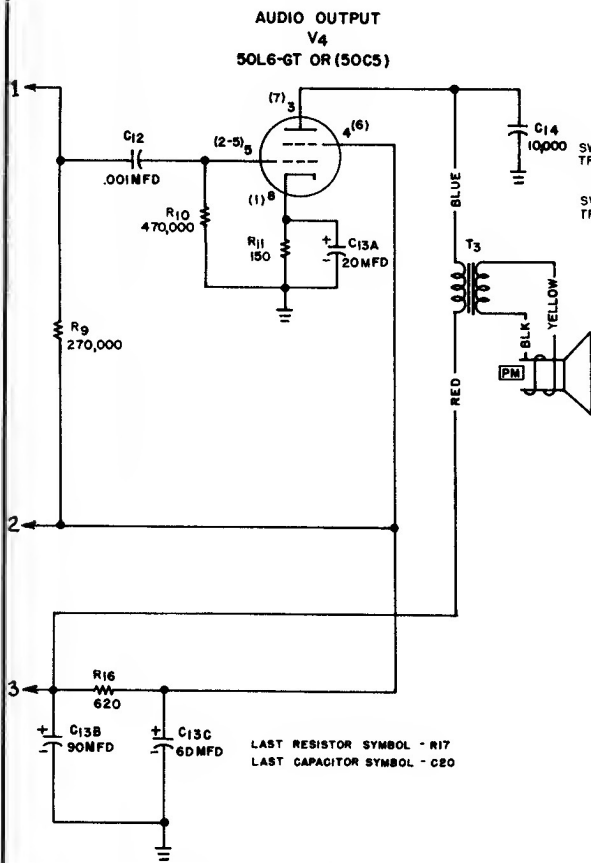 AUDIO OUTPUT
V4
50L6-GT OR (50C5)
1
(7) 3
C12
.001MFD
(2-5) 5
4 (6)
C14
10,000
(1) 8
R10
470,000
R11
150
C13A
+
-
20MFD
BLUE
T3
R9
270,000
BLK
YELLOW
PM
RED
2
3
R16
620
+
-
C13B
90MFD
+
-
C13C
60MFD
LAST RESISTOR SYMBOL - R17
LAST CAPACITOR SYMBOL - C20